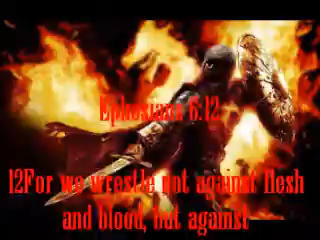 Ephesians 6:12
12For we wrestle not against flesh
and blood, but against